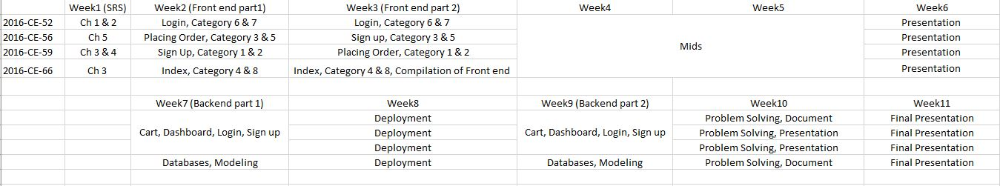 Week1 (SRS) Week2 (Front end part1) Week3 (Front end part 2) Week4 Week5 Week6
2016-CE-52 Ch 1 & 2 Login, Category 6 & 7 Login, Category 6 & 7 Presentation
2016-CE-56 Ch 5 Placing Order, Category 3 & 5 Sign up, Category 3 & 5 Presentation
Mids
2016-CE-59 Ch 3 & 4 Sign Up, Category 1 & 2 Placing Order, Category 1 & 2 Presentation
2016-CE-66 Ch 3 Index, Category 4 & 8 Index, Category 4 & 8, Compilation of Front end Presentation
Week7 (Backend part 1) Week8 Week9 (Backend part 2) Week10 Week11
Deployment Problem Solving, Document Final Presentation
Cart, Dashboard, Login, Sign up Deployment Cart, Dashboard, Login, Sign up Problem Solving, Presentation Final Presentation
Deployment Problem Solving, Presentation Final Presentation
Databases, Modeling Deployment Databases, Modeling Problem Solving, Document Final Presentation